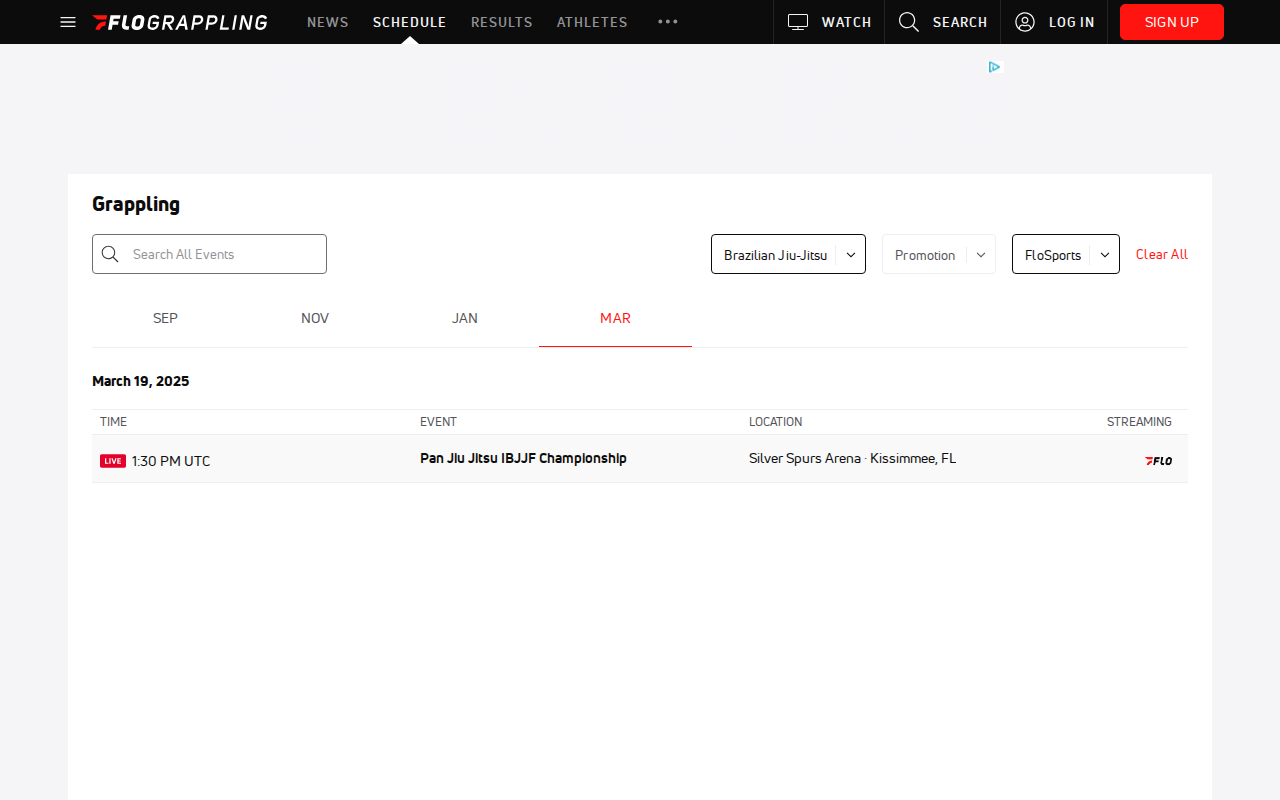 FLOGRAPPLING NEWS SCHEDULE RESULTS ATHLETES WATCH SEARCH LOG IN SIGN UP
Grappling
Search All Events Brazilian Jiu-Jitsu Promotion FloSports Clear All
SEP NOV JAN MAR
March 19, 2025
TIME EVENT LOCATION STREAMING
LIVE 1:30 PM UTC Pan Jiu Jitsu IBJJF Championship Silver Spurs Arena · Kissimmee, FL FLO